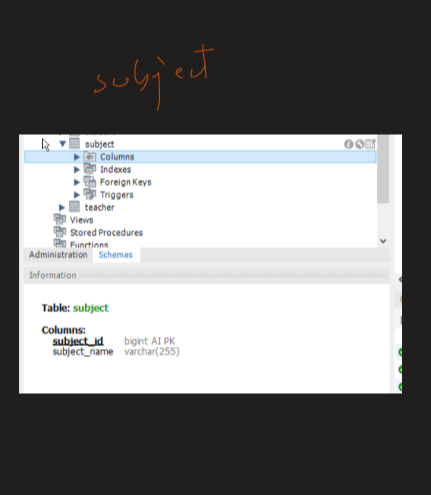 subject
subject
Columns
Indexes
Foreign Keys
Triggers
teacher
Views
Stored Procedures
Functions
Administration Schemas
Information
Table: subject
Columns:
subject_id bigint AI PK
subject_name varchar(255)